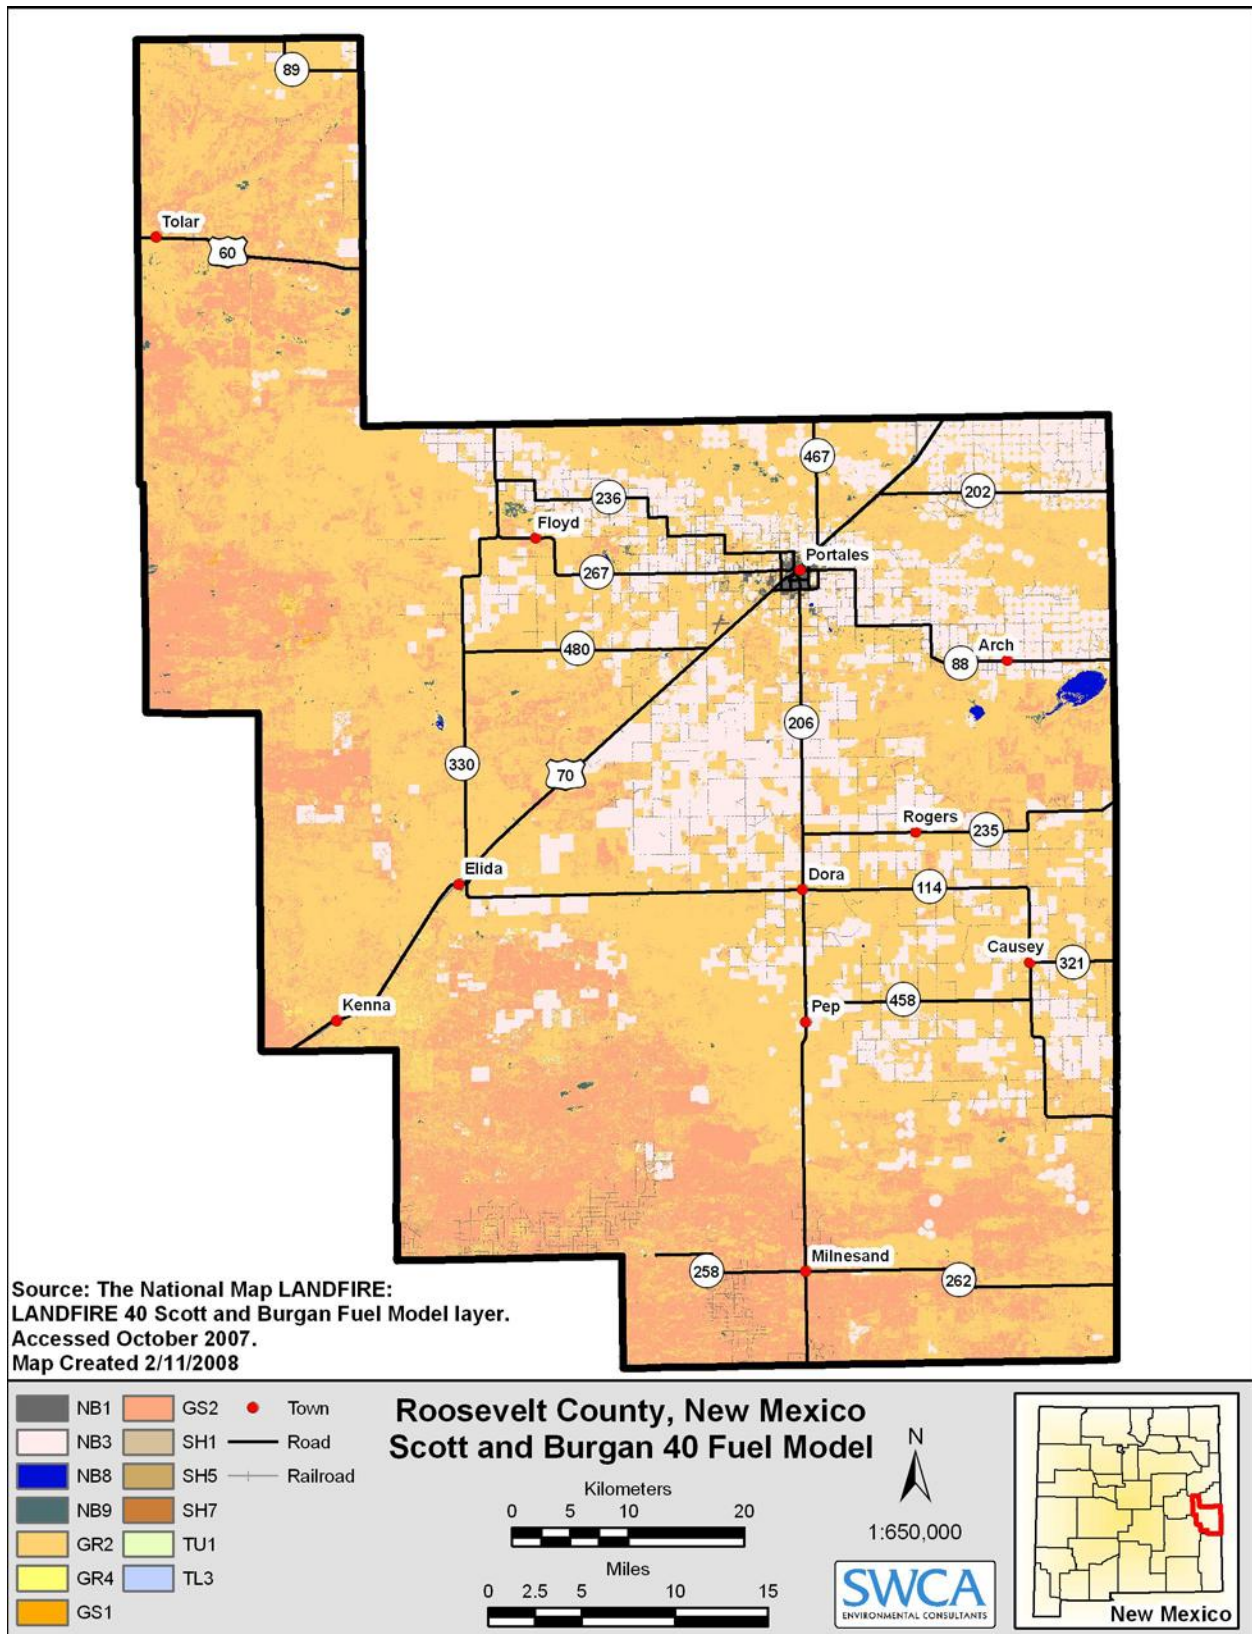 89
Tolar
60
467
202
236
Floyd
Portales
267
Arch
480
88
206
330
70
Rogers
235
Elida
Dora
114
Causey
321
Kenna
Pep
458
Milnesand
258
262
Source: The National Map LANDFIRE:
LANDFIRE 40 Scott and Burgan Fuel Model layer.
Accessed October 2007.
Map Created 2/11/2008
NB1
NB3
NB8
NB9
GR2
GR4
GS1
GS2
SH1
SH5
SH7
TU1
TL3
Town
Road
Railroad
Roosevelt County, New Mexico
Scott and Burgan 40 Fuel Model
Kilometers
0 5 10 20
Miles
0 2.5 5 10 15
N
1:650,000
SWCA
ENVIRONMENTAL CONSULTANTS
New Mexico